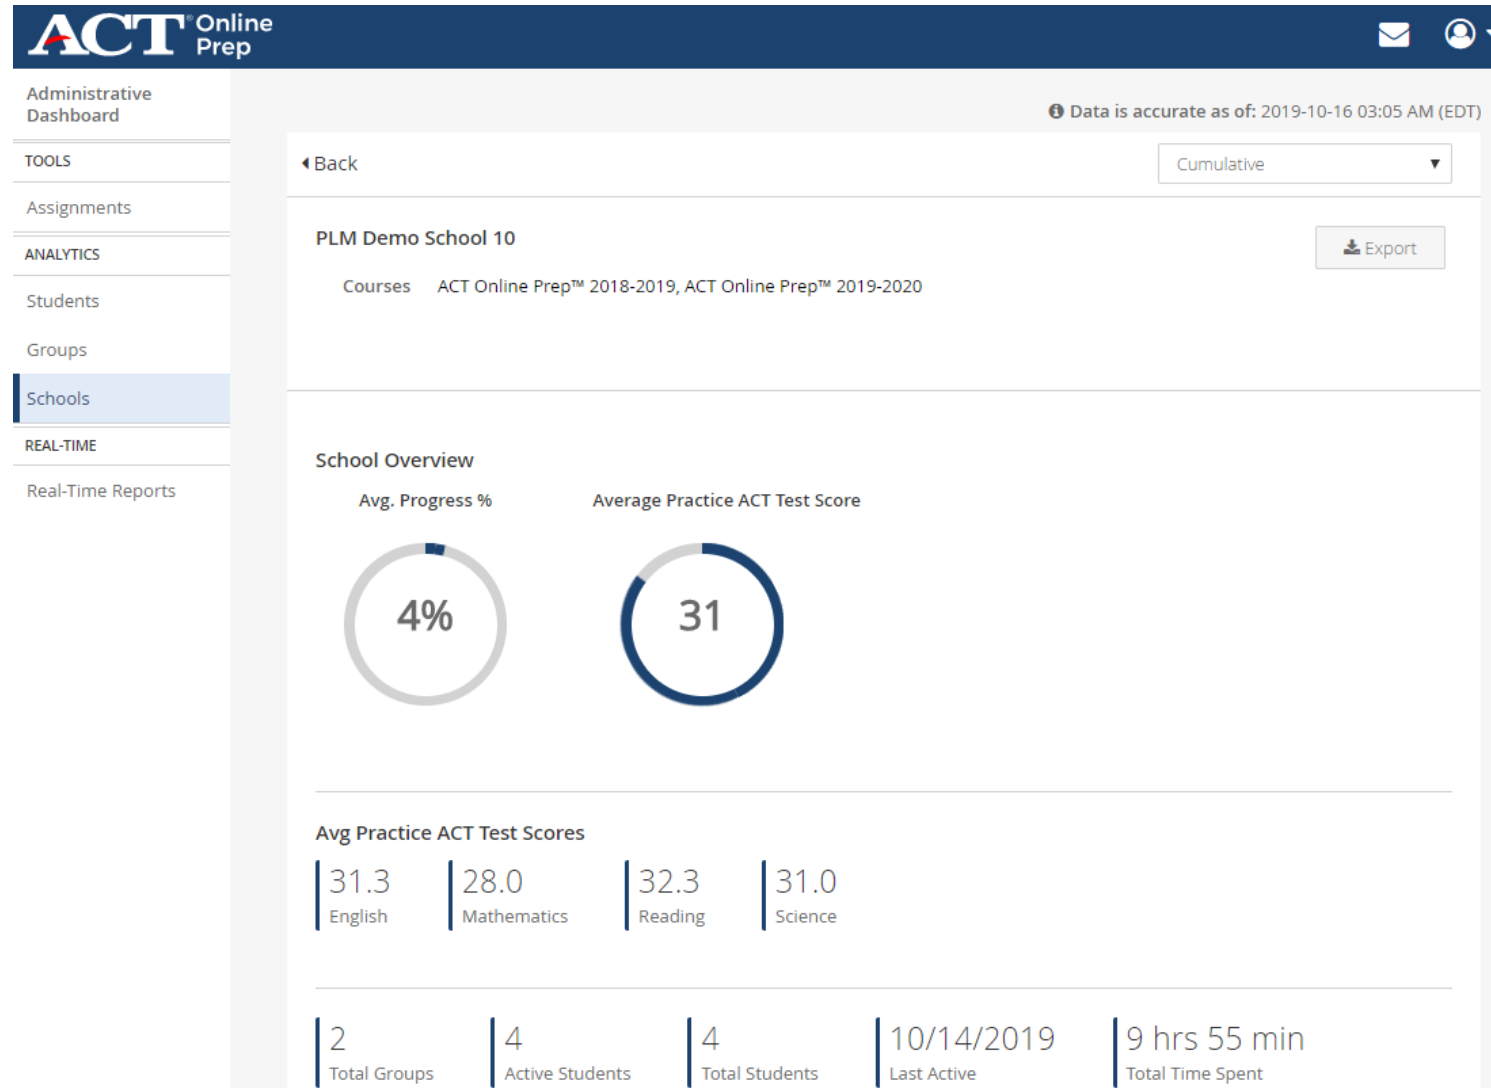 ACT® Online
Prep
Administrative
Dashboard
TOOLS
Assignments
ANALYTICS
Students
Groups
Schools
REAL-TIME
Real-Time Reports
Data is accurate as of: 2019-10-16 03:05 AM (EDT)
Back
Cumulative
PLM Demo School 10
Export
Courses ACT Online Prep™ 2018-2019, ACT Online Prep™ 2019-2020
School Overview
Avg. Progress % Average Practice ACT Test Score
4% 31
Avg Practice ACT Test Scores
31.3 28.0 32.3 31.0
English Mathematics Reading Science
2 4 4 10/14/2019 9 hrs 55 min
Total Groups Active Students Total Students Last Active Total Time Spent